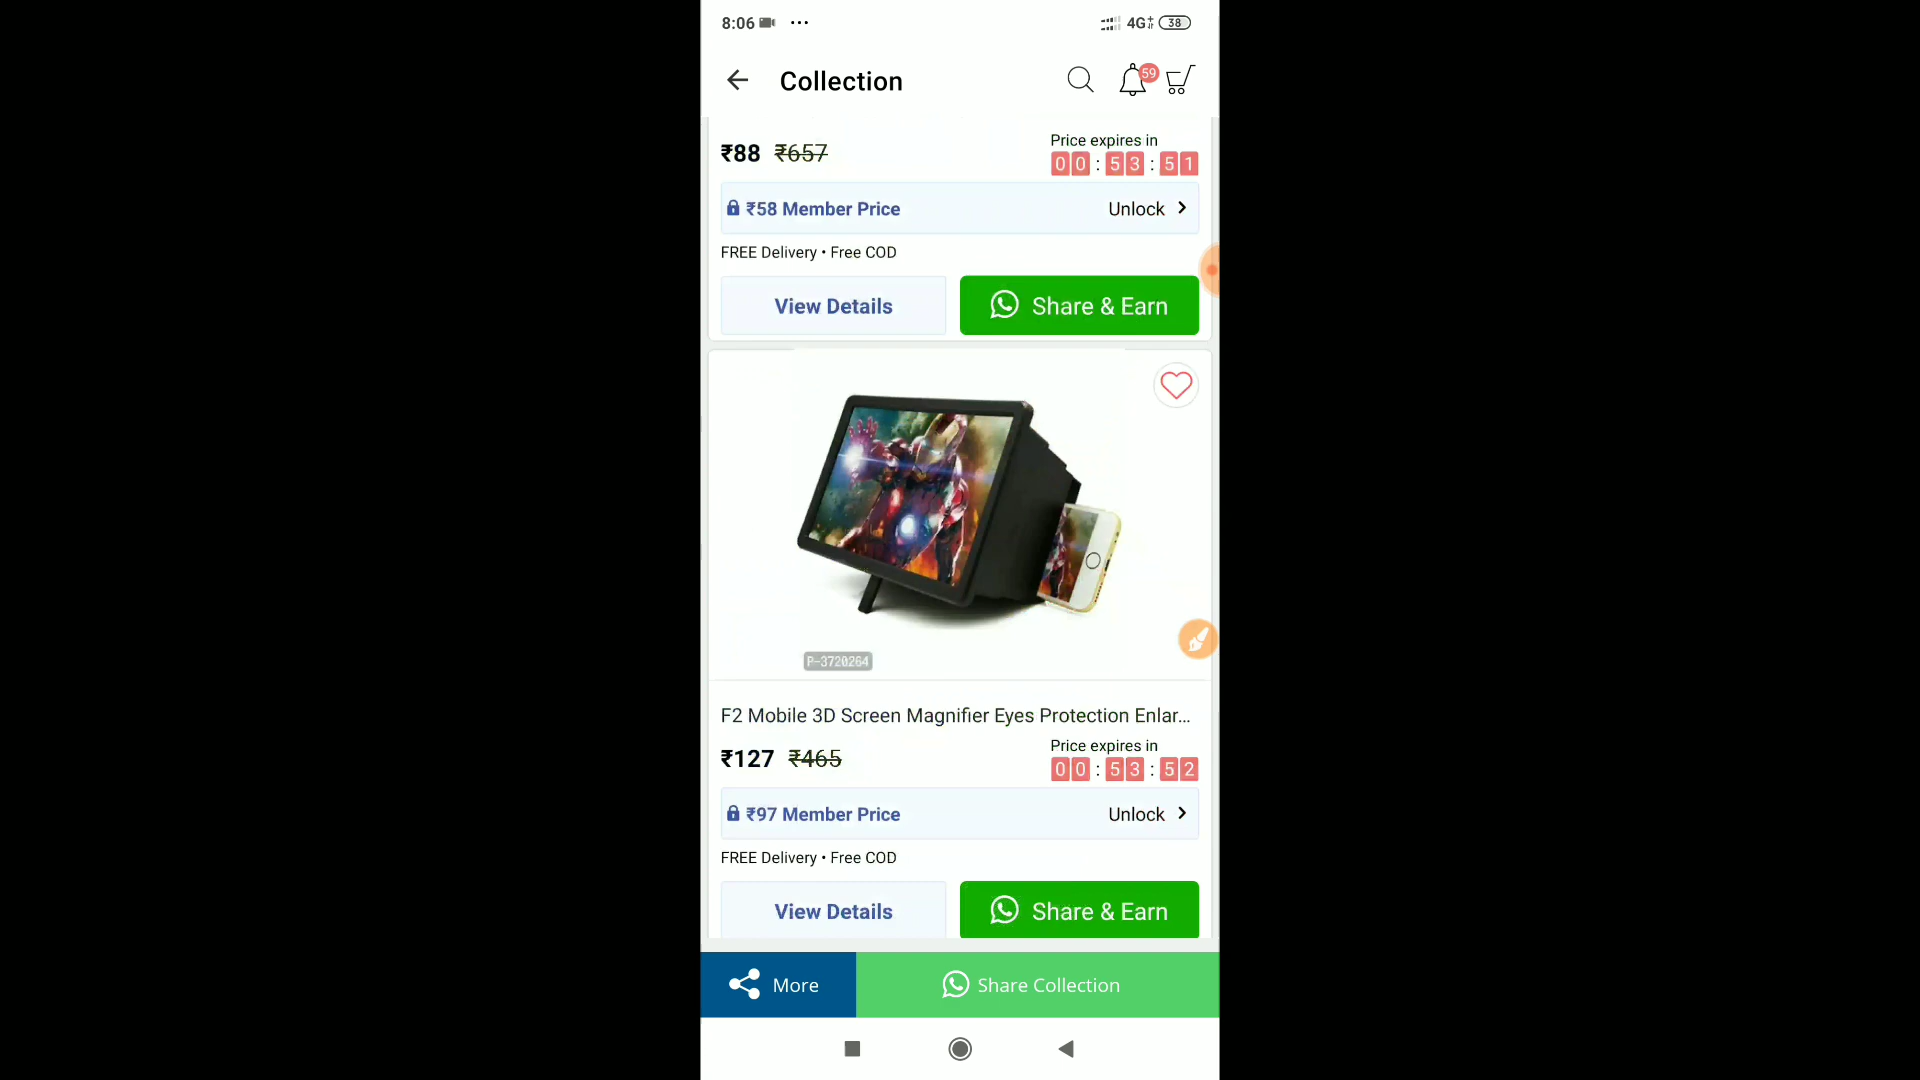 8:06 ... 4G 38
Collection
59
₹88 ₹657
Price expires in
00:53:51
₹58 Member Price Unlock
FREE Delivery • Free COD
View Details Share & Earn
P-3720264
F2 Mobile 3D Screen Magnifier Eyes Protection Enlar...
₹127 ₹465
Price expires in
00:53:52
₹97 Member Price Unlock
FREE Delivery • Free COD
View Details Share & Earn
More Share Collection